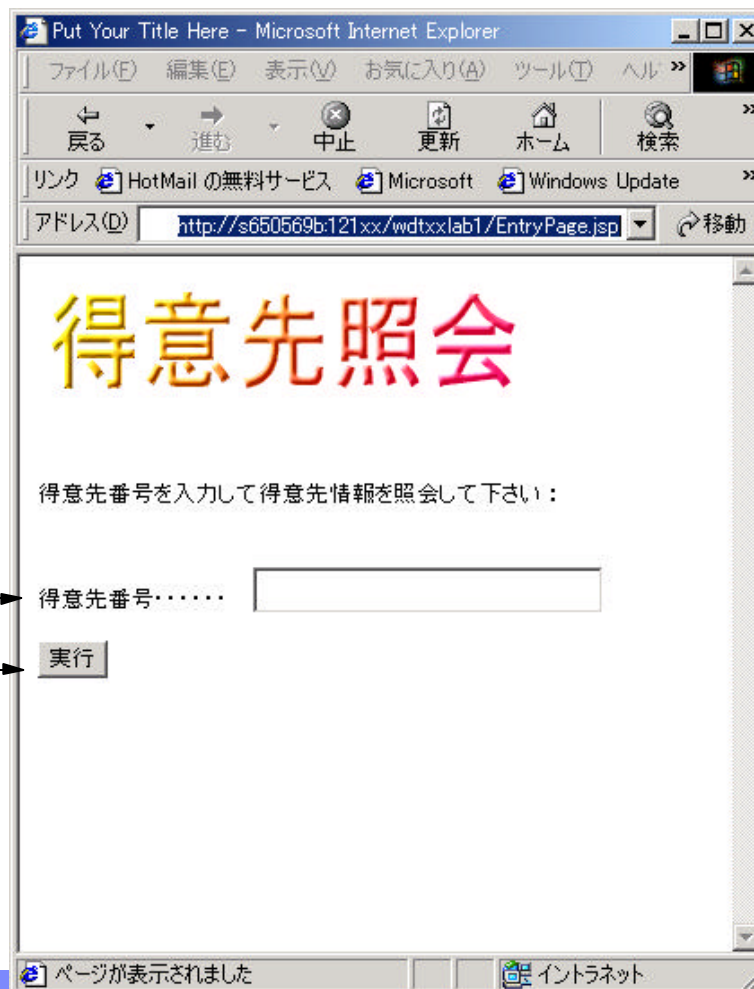 Put Your Title Here - Microsoft Internet Explorer
ファイル(F) 編集(E) 表示(V) お気に入り(A) ツール(T) ヘル »
戻る 進む 中止 更新 ホーム 検索 »
リンク HotMail の無料サービス Microsoft Windows Update »
アドレス(D) http://s650569b:121xx/wdtxxlab1/EntryPage.jsp 移動
得意先照会
得意先番号を入力して得意先情報を照会して下さい：
得意先番号・・・・・・
実行
ページが表示されました イントラネット